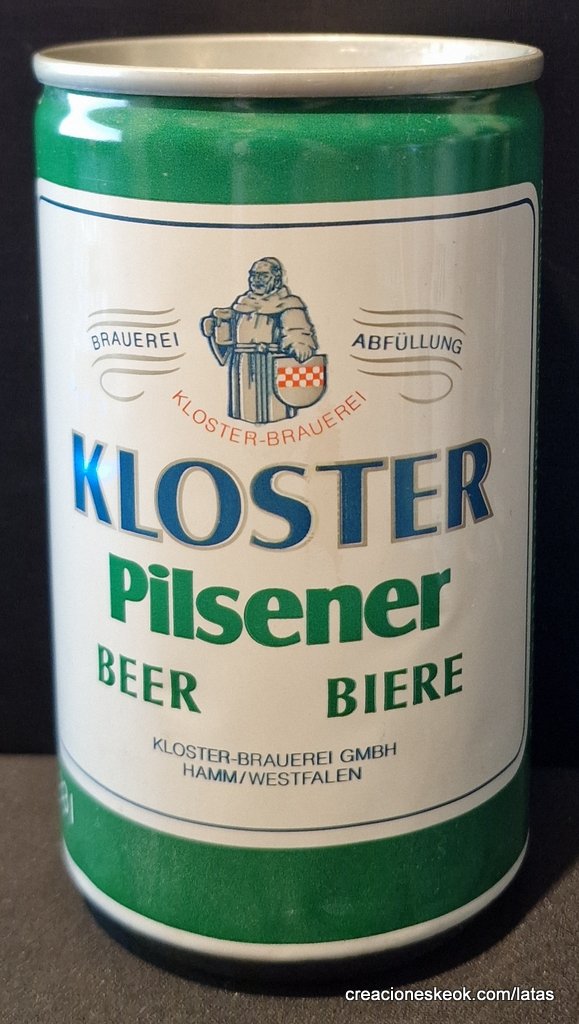 BRAUEREI ABFÜLLUNG
KLOSTER-BRAUEREI
KLOSTER
Pilsener
BEER BIERE
KLOSTER-BRAUEREI GMBH
HAMM/WESTFALEN
creacioneskeok.com/latas